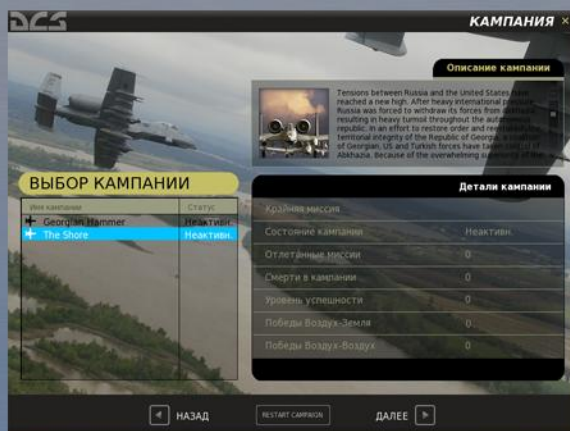 DCS
КАМПАНИЯ ×
Описание кампании
Tensions between Russia and the United States have
reached a new high. After heavy international pressure
Russia was forced to withdraw its forces from
resulting in heavy turmoil throughout the autonomous
republic. In an effort to restore order and
territorial integrity of the Republic of Georgia, a
of Georgian, US and Turkish forces have taken
Abkhazia. Because of the overwhelming
ВЫБОР КАМПАНИИ
Имя кампании Статус
Georgian Hammer Неактивн.
The Shore Неактивн.
Детали кампании
Крайняя миссия
Состояние кампании Неактивн.
Отлетанные миссии 0
Смерти в кампании 0
Уровень успешности 0
Победы Воздух-Земля 0
Победы Воздух-Воздух 0
НАЗАД
RESTART CAMPAIGN
ДАЛЕЕ